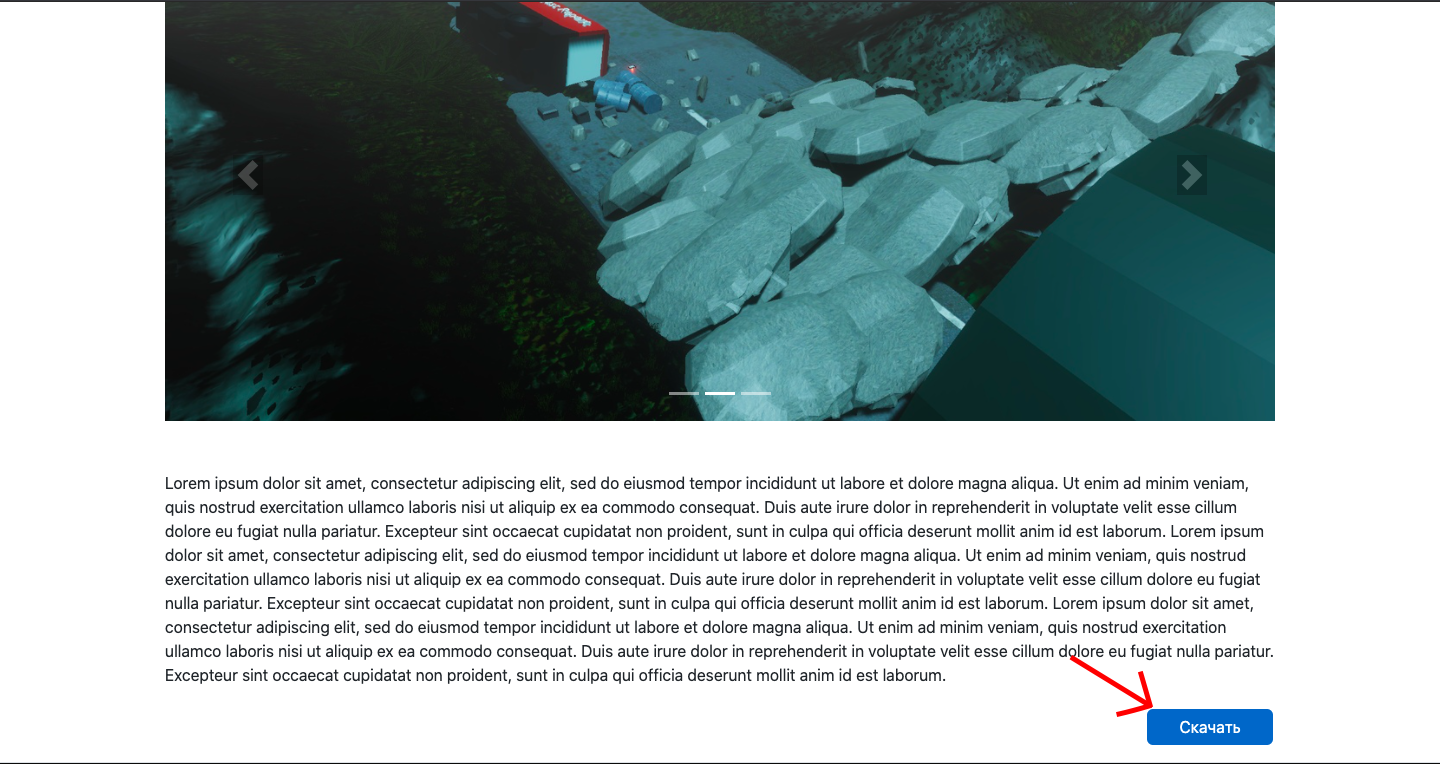 Lorem ipsum dolor sit amet, consectetur adipiscing elit, sed do eiusmod tempor incididunt ut labore et dolore magna aliqua. Ut enim ad minim veniam,
quis nostrud exercitation ullamco laboris nisi ut aliquip ex ea commodo consequat. Duis aute irure dolor in reprehenderit in voluptate velit esse cillum
dolore eu fugiat nulla pariatur. Excepteur sint occaecat cupidatat non proident, sunt in culpa qui officia deserunt mollit anim id est laborum. Lorem ipsum
dolor sit amet, consectetur adipiscing elit, sed do eiusmod tempor incididunt ut labore et dolore magna aliqua. Ut enim ad minim veniam, quis nostrud
exercitation ullamco laboris nisi ut aliquip ex ea commodo consequat. Duis aute irure dolor in reprehenderit in voluptate velit esse cillum dolore eu fugiat
nulla pariatur. Excepteur sint occaecat cupidatat non proident, sunt in culpa qui officia deserunt mollit anim id est laborum. Lorem ipsum dolor sit amet,
consectetur adipiscing elit, sed do eiusmod tempor incididunt ut labore et dolore magna aliqua. Ut enim ad minim veniam, quis nostrud exercitation
ullamco laboris nisi ut aliquip ex ea commodo consequat. Duis aute irure dolor in reprehenderit in voluptate velit esse cillum dolore eu fugiat nulla pariatur.
Excepteur sint occaecat cupidatat non proident, sunt in culpa qui officia deserunt mollit anim id est laborum.
Скачать